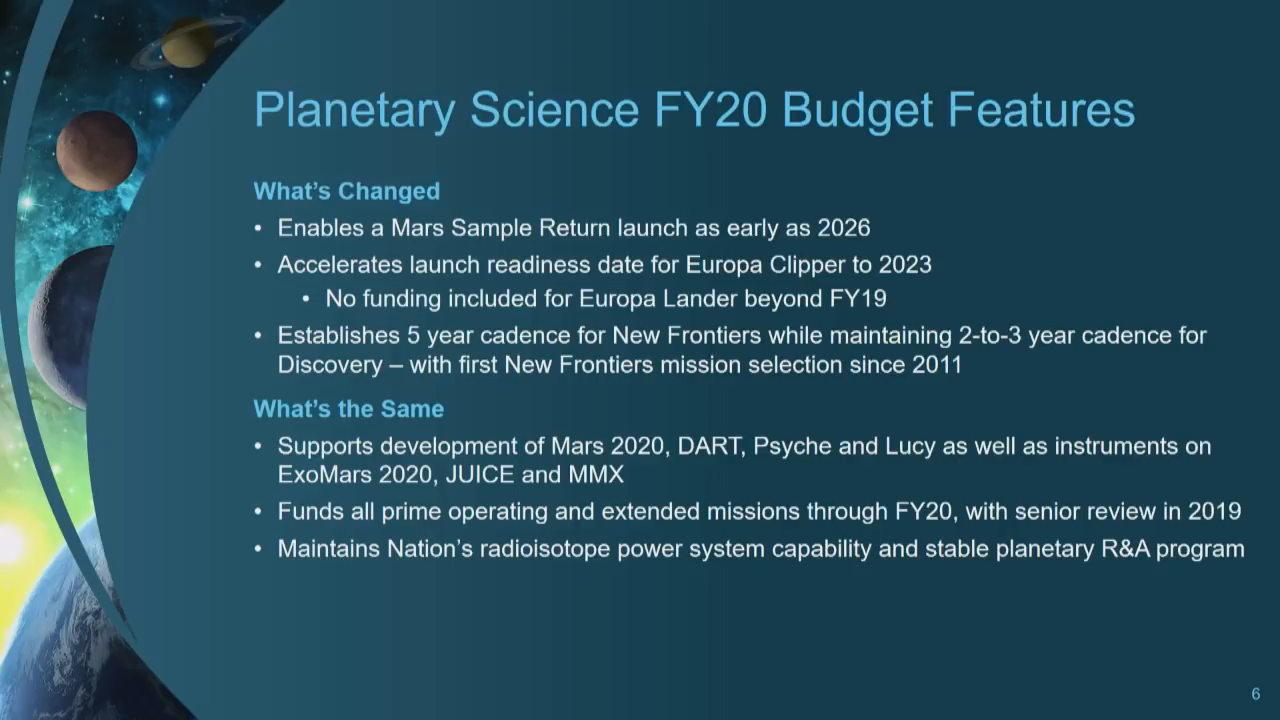 Planetary Science FY20 Budget Features
What's Changed
• Enables a Mars Sample Return launch as early as 2026
• Accelerates launch readiness date for Europa Clipper to 2023
• No funding included for Europa Lander beyond FY19
• Establishes 5 year cadence for New Frontiers while maintaining 2-to-3 year cadence for
Discovery – with first New Frontiers mission selection since 2011
What's the Same
• Supports development of Mars 2020, DART, Psyche and Lucy as well as instruments on
ExoMars 2020, JUICE and MMX
• Funds all prime operating and extended missions through FY20, with senior review in 2019
• Maintains Nation's radioisotope power system capability and stable planetary R&A program
6